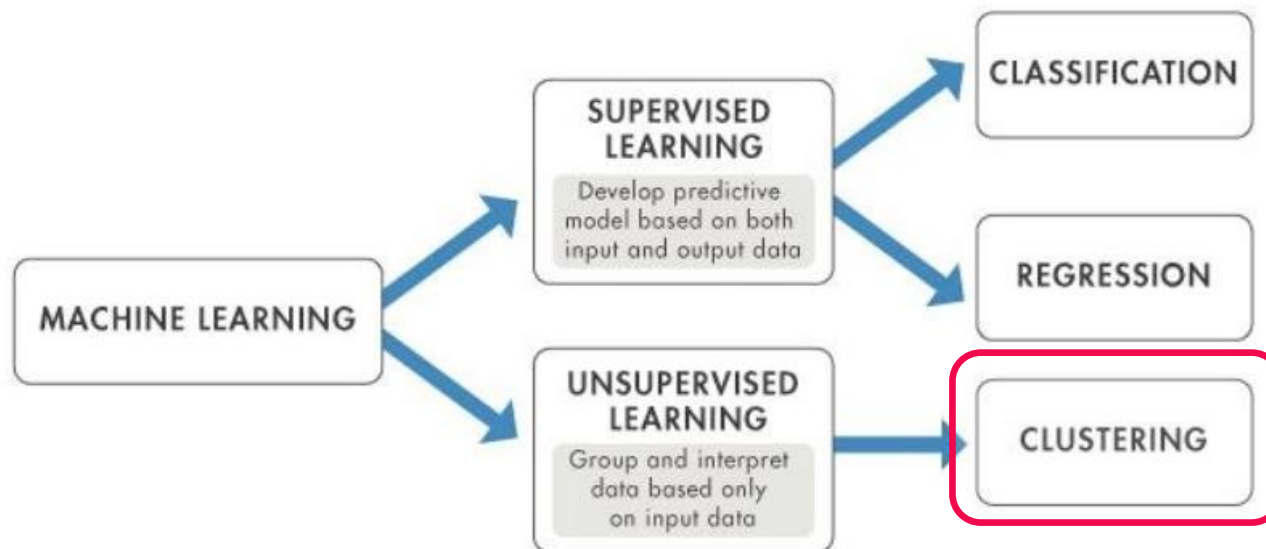 MACHINE LEARNING
SUPERVISED
LEARNING
Develop predictive
model based on both
input and output data
CLASSIFICATION
REGRESSION
UNSUPERVISED
LEARNING
Group and interpret
data based only
on input data
CLUSTERING